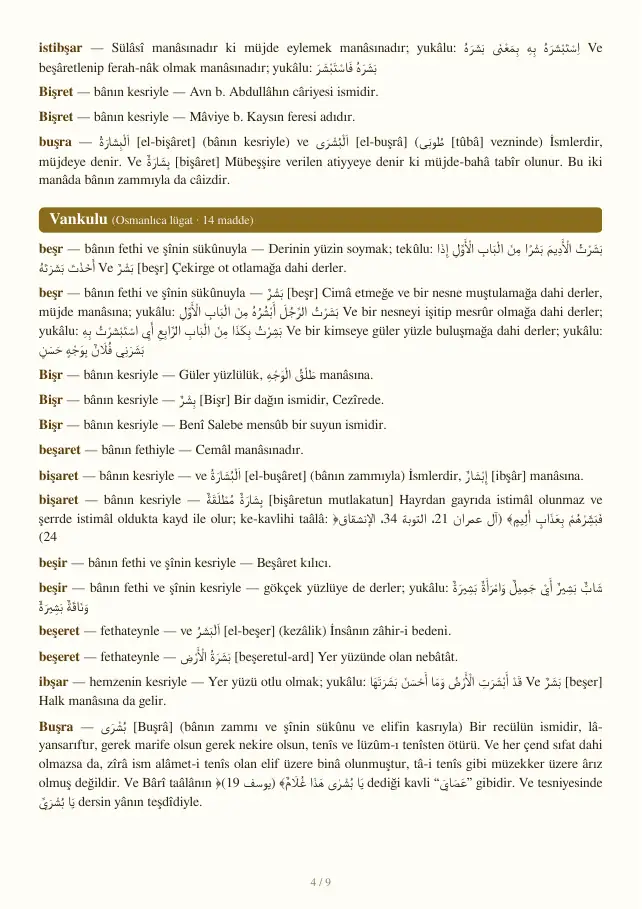 istibşar — Sülâsî manâsınadır ki müjde eylemek manâsınadır; yukâlu: اِسْتَبْشَرَهُ بِهِ بِمَعْنَى بَشَرَهُ Ve
beşâretlenip ferah-nâk olmak manâsınadır; yukâlu: بَشَرَهُ فَاسْتَبْشَرَ
Bişret — bânın kesriyle — Avn b. Abdullâhın câriyesi ismidir.
Bişret — bânın kesriyle — Mâviye b. Kaysın feresi adıdır.
buşra — اَلْبِشَارَةُ [el-bişâret] (bânın kesriyle) ve اَلْبُشْرَى [el-buşrâ] (طُوبَى [tûbâ] vezninde) İsmlerdir,
müjdeye denir. Ve بِشَارَةٌ [bişâret] Mübeşşire verilen atiyyeye denir ki müjde-bahâ tabîr olunur. Bu iki
manâda bânın zammıyla da câizdir.
Vankulu (Osmanlıca lügat · 14 madde)
beşr — bânın fethi ve şînin sükûnuyla — Derinin yüzin soymak; tekûlu: بَشَرْتُ الْأَدِيمَ بَشْرًا مِنَ الْبَابِ الْأَوَّلِ إِذَا
أَخَذْتَ بَشَرَتَهُ Ve بَشْرٌ [beşr] Çekirge ot otlamağa dahi derler.
beşr — bânın fethi ve şînin sükûnuyla — بَشْرٌ [beşr] Cimâ etmeğe ve bir nesne muştulamağa dahi derler,
müjde manâsına; yukâlu: بَشَرْتُ الرَّجُلَ أَبْشُرُهُ مِنَ الْبَابِ الْأَوَّلِ Ve bir nesneyi işitip mesrûr olmağa dahi derler;
yukâlu: بَشِرْتُ بِكَذَا مِنَ الْبَابِ الرَّابِعِ أَيِ اسْتَبْشَرْتُ بِهِ Ve bir kimseye güler yüzle buluşmağa dahi derler; yukâlu:
بَشَرَنِي فُلَانٌ بِوَجْهٍ حَسَنٍ
Bişr — bânın kesriyle — Güler yüzlülük, طَلْقُ الْوَجْهِ manâsına.
Bişr — bânın kesriyle — بِشْرٌ [Bişr] Bir dağın ismidir, Cezîrede.
Bişr — bânın kesriyle — Benî Salebe mensûb bir suyun ismidir.
beşaret — bânın fethiyle — Cemâl manâsınadır.
bişaret — bânın kesriyle — ve اَلْبُشَارَةُ [el-buşâret] (bânın zammıyla) İsmlerdir, إِبْشَارٌ [ibşâr] manâsına.
bişaret — bânın kesriyle — بِشَارَةٌ مُطْلَقَةٌ [bişâretun mutlakatun] Hayrdan gayrıda istimâl olunmaz ve
şerrde istimâl oldukta kayd ile olur; ke-kavlihi taâlâ: ﴿فَبَشِّرْهُمْ بِعَذَابٍ أَلِيمٍ﴾ (آل عمران 21، التوبة 34، الإنشقاق
(24
beşir — bânın fethi ve şînin kesriyle — Beşâret kılıcı.
beşir — bânın fethi ve şînin kesriyle — gökçek yüzlüye de derler; yukâlu: شَابٌّ بَشِيرٌ أَيْ جَمِيلٌ وَامْرَأَةٌ بَشِيرَةٌ
وَنَاقَةٌ بَشِيرَةٌ
beşeret — fethateynle — ve اَلْبَشَرُ [el-beşer] (kezâlik) İnsânın zâhir-i bedeni.
beşeret — fethateynle — بَشَرَةُ الْأَرْضِ [beşeretul-ard] Yer yüzünde olan nebâtât.
ibşar — hemzenin kesriyle — Yer yüzü otlu olmak; yukâlu: قَدْ أَبْشَرَتِ الْأَرْضُ وَمَا أَحْسَنَ بَشَرَتَهَا Ve بَشَرٌ [beşer]
Halk manâsına da gelir.
Buşra — بُشْرَى [Buşrâ] (bânın zammı ve şînin sükûnu ve elifin kasrıyla) Bir recülün ismidir, lâ-
yansarıftır, gerek marife olsun gerek nekire olsun, tenîs ve lüzûm-ı tenîsten ötürü. Ve her çend sıfat dahi
olmazsa da, zîrâ ism alâmet-i tenîs olan elif üzere binâ olunmuştur, tâ-i tenîs gibi müzekker üzere ârız
olmuş değildir. Ve Bârî taâlânın ﴿يَا بُشْرَى هَذَا غُلَامٌ﴾ (يوسف 19) dediği kavli “عَصَايَ” gibidir. Ve tesniyesinde
يَا بُشْرَيَّ dersin yânın teşdîdiyle.
4 / 9